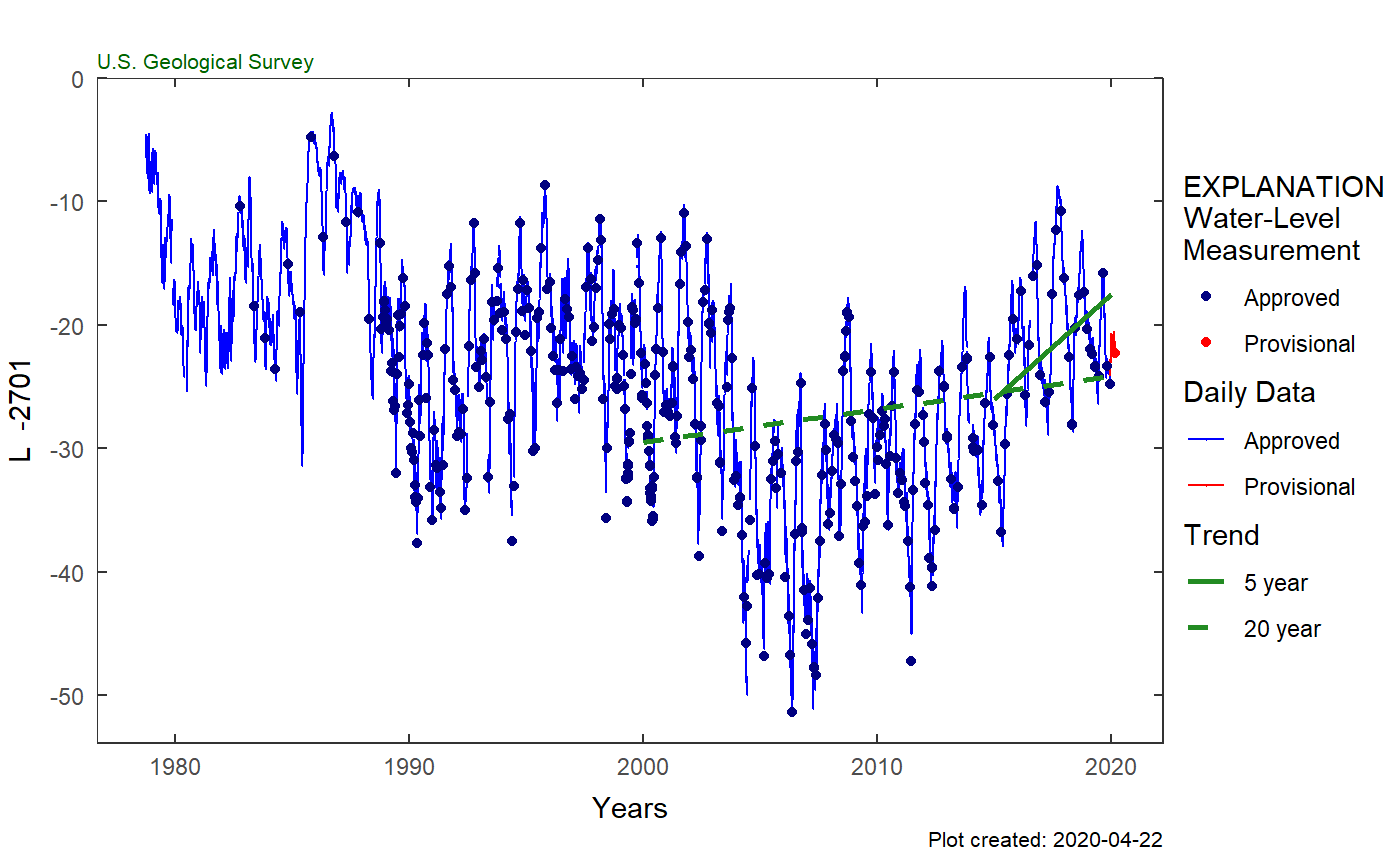 U.S. Geological Survey
0
-10
-20
-30
-40
-50
L -2701
1980
1990
2000
2010
2020
Years
EXPLANATION
Water-Level
Measurement
Approved
Provisional
Daily Data
Approved
Provisional
Trend
5 year
20 year
Plot created: 2020-04-22